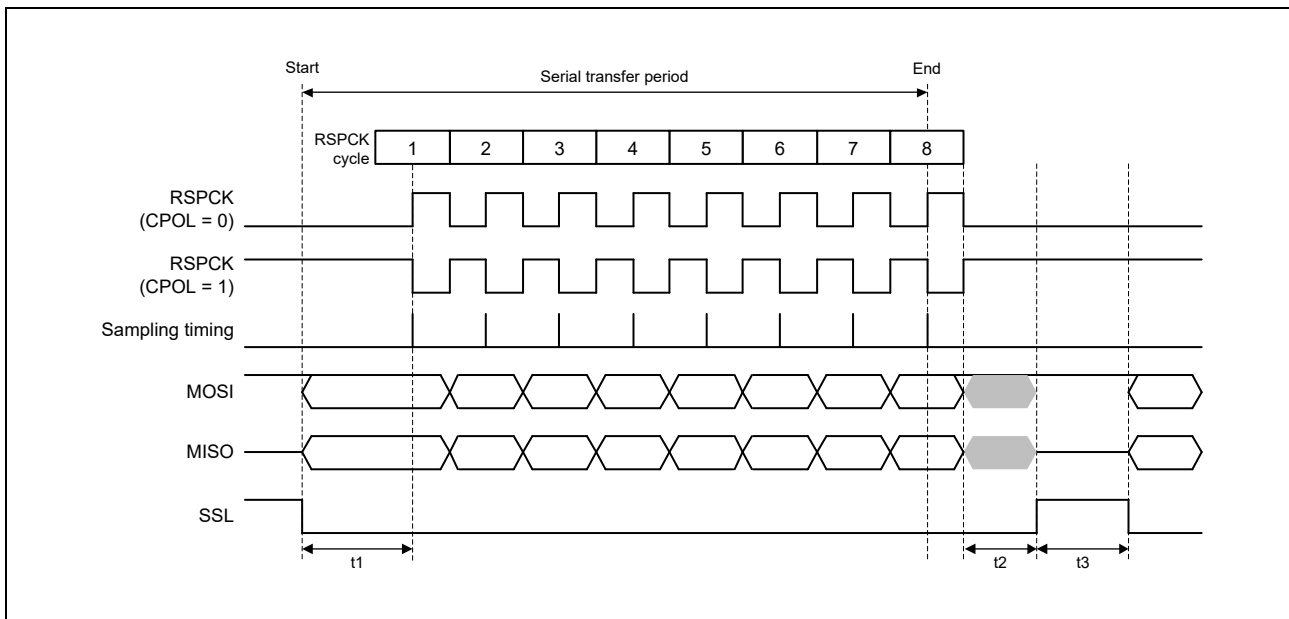 Start
Serial transfer period
End
RSPCK
cycle
1 2 3 4 5 6 7 8
RSPCK
(CPOL = 0)
RSPCK
(CPOL = 1)
Sampling timing
MOSI
MISO
SSL
t1
t2
t3